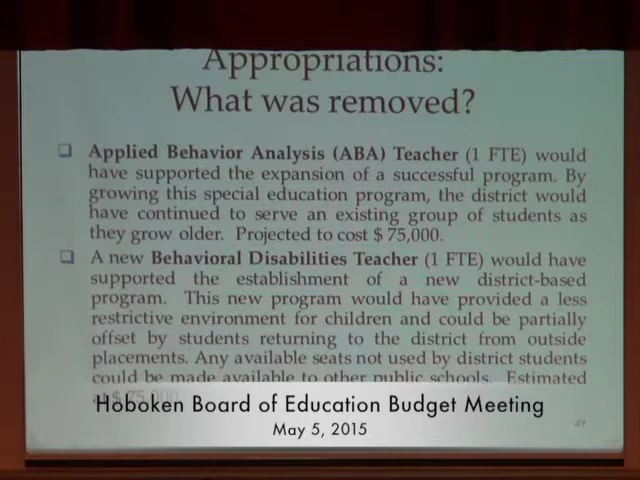 Appropriations:
What was removed?
❑ Applied Behavior Analysis (ABA) Teacher (1 FTE) would
have supported the expansion of a successful program. By
growing this special education program, the district would
have continued to serve an existing group of students as
they grow older. Projected to cost $ 75,000.
❑ A new Behavioral Disabilities Teacher (1 FTE) would have
supported the establishment of a new district-based
program. This new program would have provided a less
restrictive environment for children and could be partially
offset by students returning to the district from outside
placements. Any available seats not used by district students
could be made available to other public schools. Estimated
Hoboken Board of Education Budget Meeting
May 5, 2015